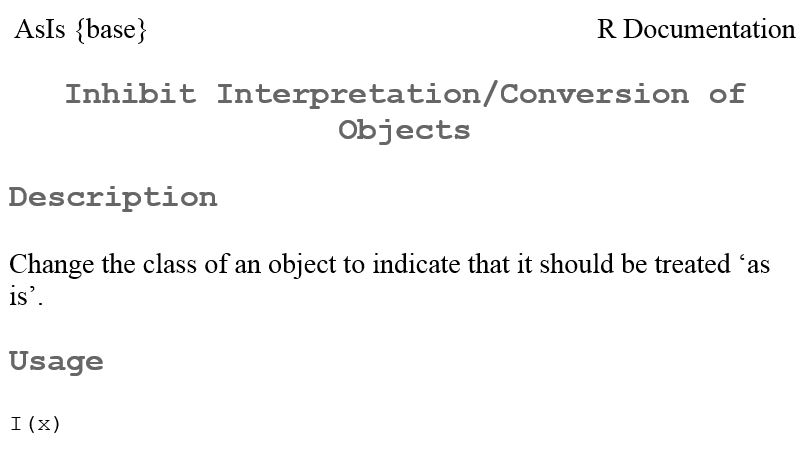 AsIs {base} R Documentation
Inhibit Interpretation/Conversion of
Objects
Description
Change the class of an object to indicate that it should be treated ‘as
is’.
Usage
I(x)